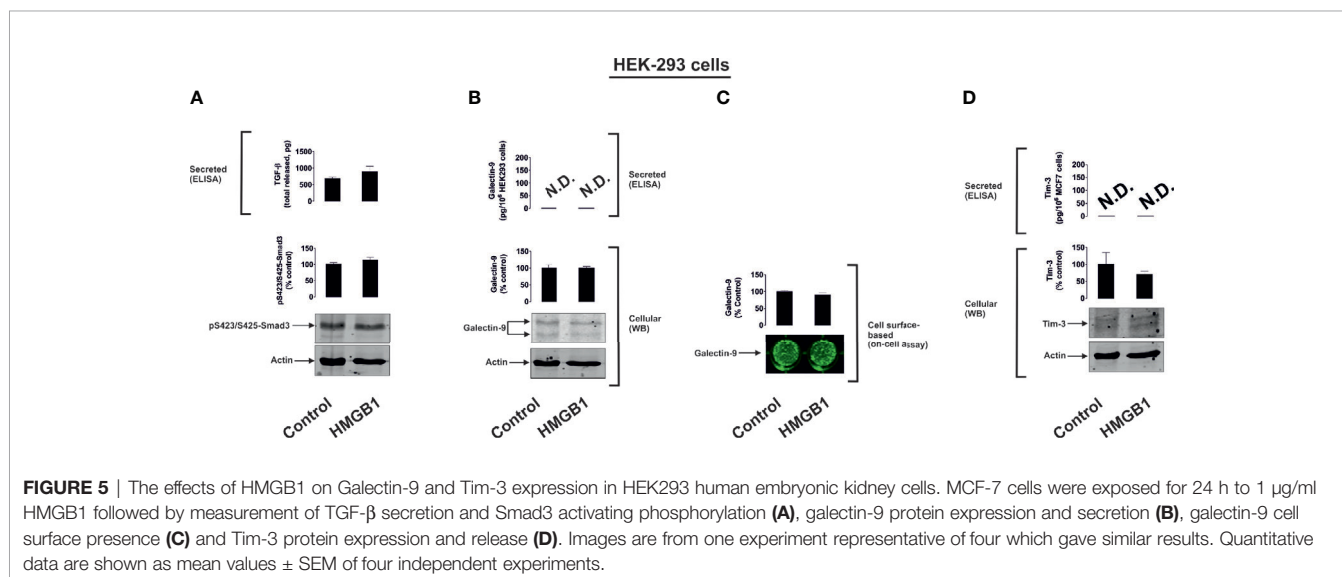 HEK-293 cells
A
Secreted
(ELISA)
TGF-β
(total released, pg)
1500
1000
500
0
pS423/S425-Smad3
(% control)
150
100
50
0
pS423/S425-Smad3
Actin
Control
HMGB1
B
Galectin-9
(pg/10⁶ HEK293 cells)
200
150
100
50
0
N.D.
N.D.
Secreted
(ELISA)
Galectin-9
(% control)
150
100
50
0
Galectin-9
Actin
Cellular
(WB)
Control
HMGB1
C
Galectin-9
(% Control)
150
100
50
0
Galectin-9
Cell surface-
based
(on-cell assay)
Control
HMGB1
D
Secreted
(ELISA)
Tim-3
(pg/10⁶ MCF7 cells)
200
150
100
50
0
N.D.
N.D.
Cellular
(WB)
Tim-3
(% control)
150
100
50
0
Tim-3
Actin
Control
HMGB1
FIGURE 5 | The effects of HMGB1 on Galectin-9 and Tim-3 expression in HEK293 human embryonic kidney cells. MCF-7 cells were exposed for 24 h to 1 μg/ml
HMGB1 followed by measurement of TGF-β secretion and Smad3 activating phosphorylation (A), galectin-9 protein expression and secretion (B), galectin-9 cell
surface presence (C) and Tim-3 protein expression and release (D). Images are from one experiment representative of four which gave similar results. Quantitative
data are shown as mean values ± SEM of four independent experiments.